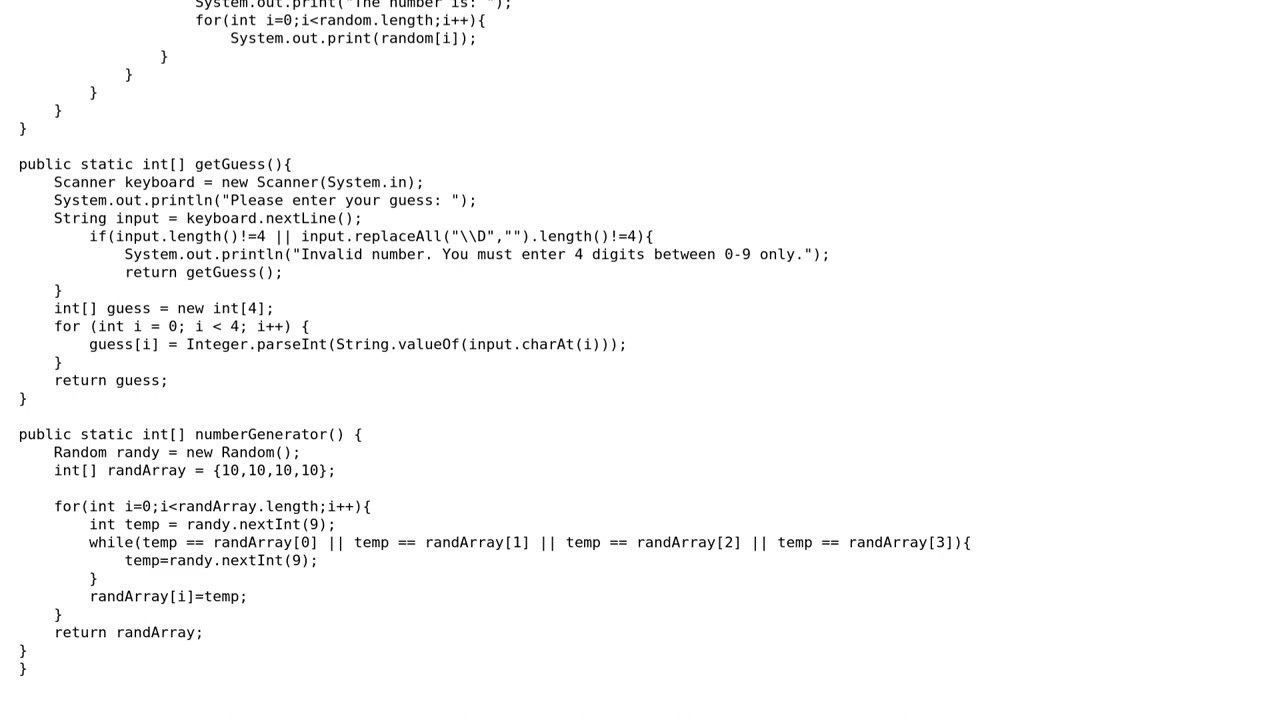 System.out.print("The number is: ");
for(int i=0;i<random.length;i++){
System.out.print(random[i]);
}
}
}
}
}
public static int[] getGuess(){
Scanner keyboard = new Scanner(System.in);
System.out.println("Please enter your guess: ");
String input = keyboard.nextLine();
if(input.length()!=4 || input.replaceAll("\\D","").length()!=4){
System.out.println("Invalid number. You must enter 4 digits between 0-9 only.");
return getGuess();
}
int[] guess = new int[4];
for (int i = 0; i < 4; i++) {
guess[i] = Integer.parseInt(String.valueOf(input.charAt(i)));
}
return guess;
}
public static int[] numberGenerator() {
Random randy = new Random();
int[] randArray = {10,10,10,10};
for(int i=0;i<randArray.length;i++){
int temp = randy.nextInt(9);
while(temp == randArray[0] || temp == randArray[1] || temp == randArray[2] || temp == randArray[3]){
temp=randy.nextInt(9);
}
randArray[i]=temp;
}
return randArray;
}
}